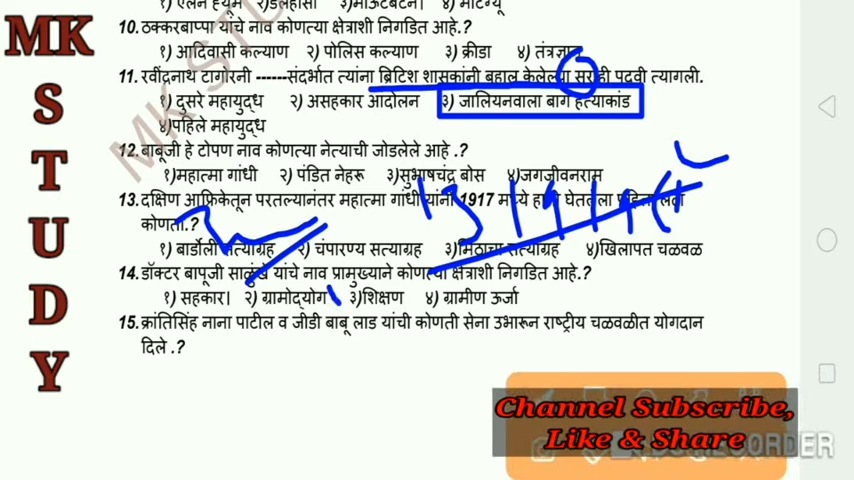 MK
S
T
U
D
Y
१) एलन ह्यूम २)डलहौसी ३)माऊंटबॅटन। ४) मॉटेग्यू
10. ठक्करबाप्पा यांचे नाव कोणत्या क्षेत्राशी निगडित आहे.?
१) आदिवासी कल्याण २) पोलिस कल्याण ३) क्रीडा ४) तंत्रज्ञान
11. रवींद्रनाथ टागोरनी ------संदर्भात त्यांना ब्रिटिश शासकांनी बहाल केलेल्या सर ही पदवी त्यागली.
१) दुसरे महायुद्ध २) असहकार आदोलन ३) जालियनवाला बाग हत्याकांड
४)पहिले महायुद्ध
12. बाबूजी हे टोपण नाव कोणत्या नेत्याची जोडलेले आहे .?
१)महात्मा गांधी २) पंडित नेहरू ३)सुभाषचंद्र बोस ४)जगजीवनराम
13. दक्षिण आफ्रिकेतून परतल्यानंतर महात्मा गांधी यांनी 1917 मध्ये हाती घेतलेला पहिला लढा
कोणता.?
१) बार्डोली सत्याग्रह २) चंपारण्य सत्याग्रह ३)मिठाचा सत्याग्रह ४)खिलापत चळवळ
14. डॉक्टर बापूजी साळुंखे यांचे नाव प्रामुख्याने कोणत्या क्षेत्राशी निगडित आहे.?
१) सहकार। २) ग्रामोद्योग ३)शिक्षण ४) ग्रामीण ऊर्जा
15. क्रांतिसिंह नाना पाटील व जीडी बाबू लाड यांची कोणती सेना उभारून राष्ट्रीय चळवळीत योगदान
दिले .?
Channel Subscribe,
Like & Share